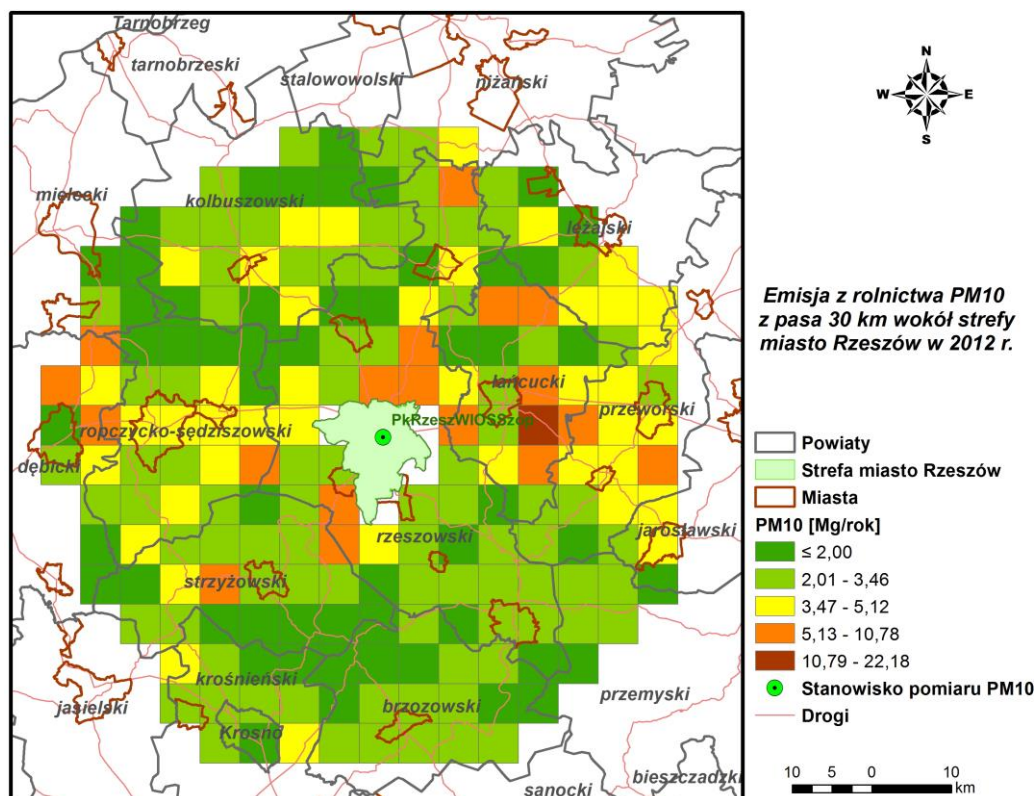 Tarnobrzeg
tarnobrzeski
stalowowolski
niżański
mielecki
kolbuszowski
leżajski
łańcucki
przeworski
PkRzeszWIOSSzop
ropczycko-sędziszowski
dębicki
rzeszowski
jarosławski
strzyżowski
krośnieński
jasielski
brzozowski
przemyski
Krosno
bieszczadzki
sanocki
N
W E
S
Emisja z rolnictwa PM10
z pasa 30 km wokół strefy
miasto Rzeszów w 2012 r.
Powiaty
Strefa miasto Rzeszów
Miasta
PM10 [Mg/rok]
≤ 2,00
2,01 - 3,46
3,47 - 5,12
5,13 - 10,78
10,79 - 22,18
Stanowisko pomiaru PM10
Drogi
10 5 0 10
km